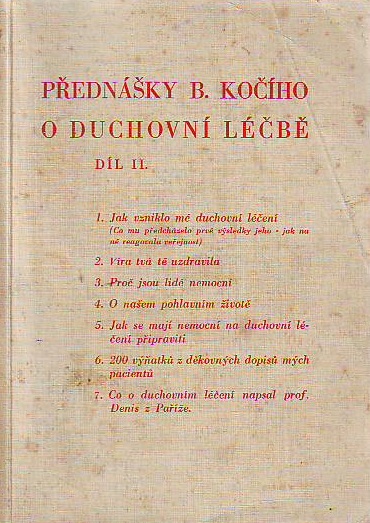 PŘEDNÁŠKY B. KOČÍHO
O DUCHOVNÍ LÉČBĚ
DÍL II.
1. Jak vzniklo mé duchovní léčení
(Co mu předcházelo prvé výsledky jeho - jak na
ně reagovala veřejnost)
2. Víra tvá tě uzdravila
3. Proč jsou lidé nemocní
4. O našem pohlavním životě
5. Jak se mají nemocní na duchovní lé-
čení připraviti
6. 200 výňatků z děkovných dopisů mých
pacientů
7. Co o duchovním léčení napsal prof.
Denis z Paříže.